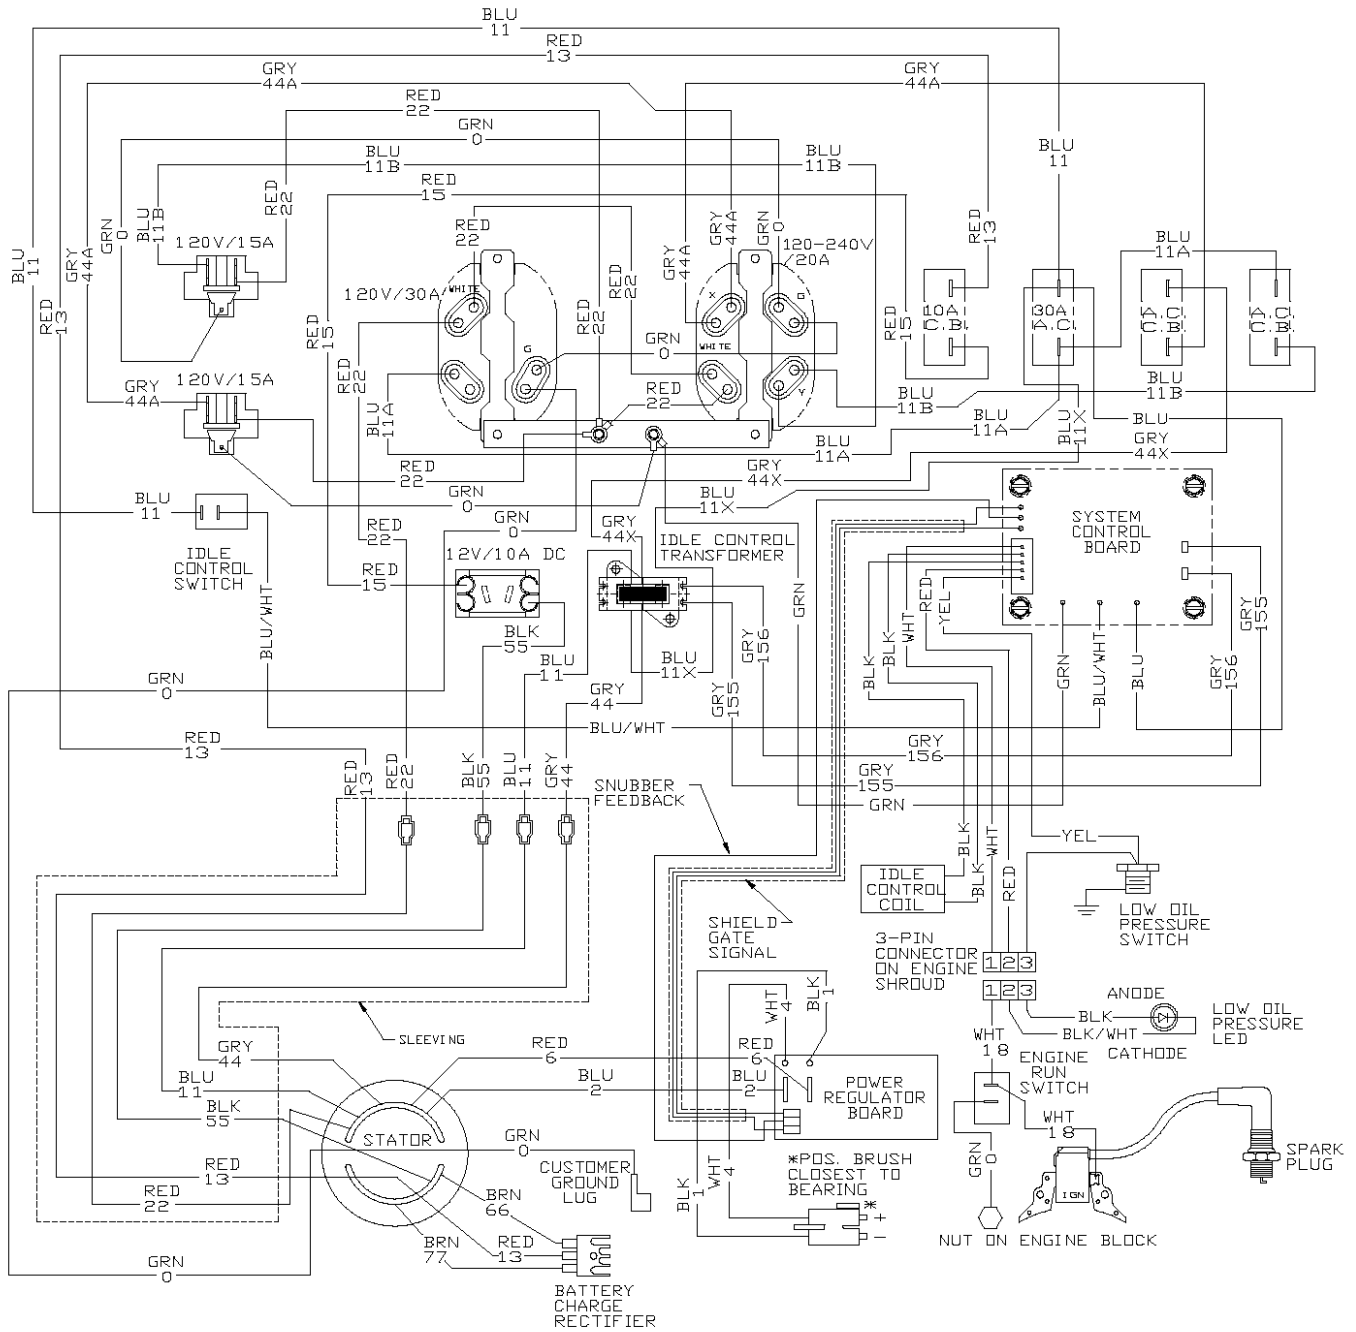 BLU
11
RED
13
GRY
44A
GRY
44A
RED
22
GRN
0
BLU
11
BLU
11B
BLU
11B
RED
15
RED
22
GRN
0
BLU
11B
RED
22
GRY
44A
GRY
44A
GRN
0
RED
13
120V/15A
120-240V
/20A
BLU
11A
BLU
11
GRY
44A
RED
13
RED
15
120V/30A
WHITE
RED
22
RED
22
X
G
WHITE
Y
G
GRN
0
RED
15
10A
C.B.
30A
A.C.
A.C.
C.B.
A.C.
C.B.
120V/15A
GRY
44A
RED
22
BLU
11A
RED
22
BLU
11B
BLU
11B
BLU
11A
BLU
11X
BLU
BLU
11A
GRY
44X
RED
22
GRY
44X
BLU
11
GRN
0
BLU
11X
IDLE
CONTROL
SWITCH
RED
22
GRN
0
GRY
44X
IDLE CONTROL
TRANSFORMER
SYSTEM
CONTROL
BOARD
12V/10A DC
RED
15
BLK
55
BLU
11
BLU
11X
GRY
44
GRY
156
GRY
155
GRN
BLK
BLK
WHT
RED
YEL
GRN
BLU/WHT
BLU
GRY
156
GRY
155
BLU/WHT
GRN
0
BLU/WHT
RED
13
GRY
156
GRY
155
GRN
RED
13
RED
22
BLK
55
BLU
11
GRY
44
SNUBBER
FEEDBACK
BLK
BLK
WHT
RED
YEL
IDLE
CONTROL
COIL
LOW OIL
PRESSURE
SWITCH
SHIELD
GATE
SIGNAL
3-PIN
CONNECTOR
ON ENGINE
SHROUD
1 2 3
1 2 3
WHT
4
BLK
1
ANODE
BLK
BLK/WHT
CATHODE
LOW OIL
PRESSURE
LED
SLEEVING
GRY
44
RED
6
RED
6
WHT
18
ENGINE
RUN
SWITCH
BLU
11
BLU
2
BLU
2
POWER
REGULATOR
BOARD
BLK
55
STATOR
WHT
18
GRN
0
CUSTOMER
GROUND
LUG
*POS. BRUSH
CLOSEST TO
BEARING
WHT
4
BLK
1
GRN
0
SPARK
PLUG
RED
13
RED
22
BRN
66
*
+
-
IGN
NUT ON ENGINE BLOCK
BRN
77
RED
13
GRN
0
BATTERY
CHARGE
RECTIFIER